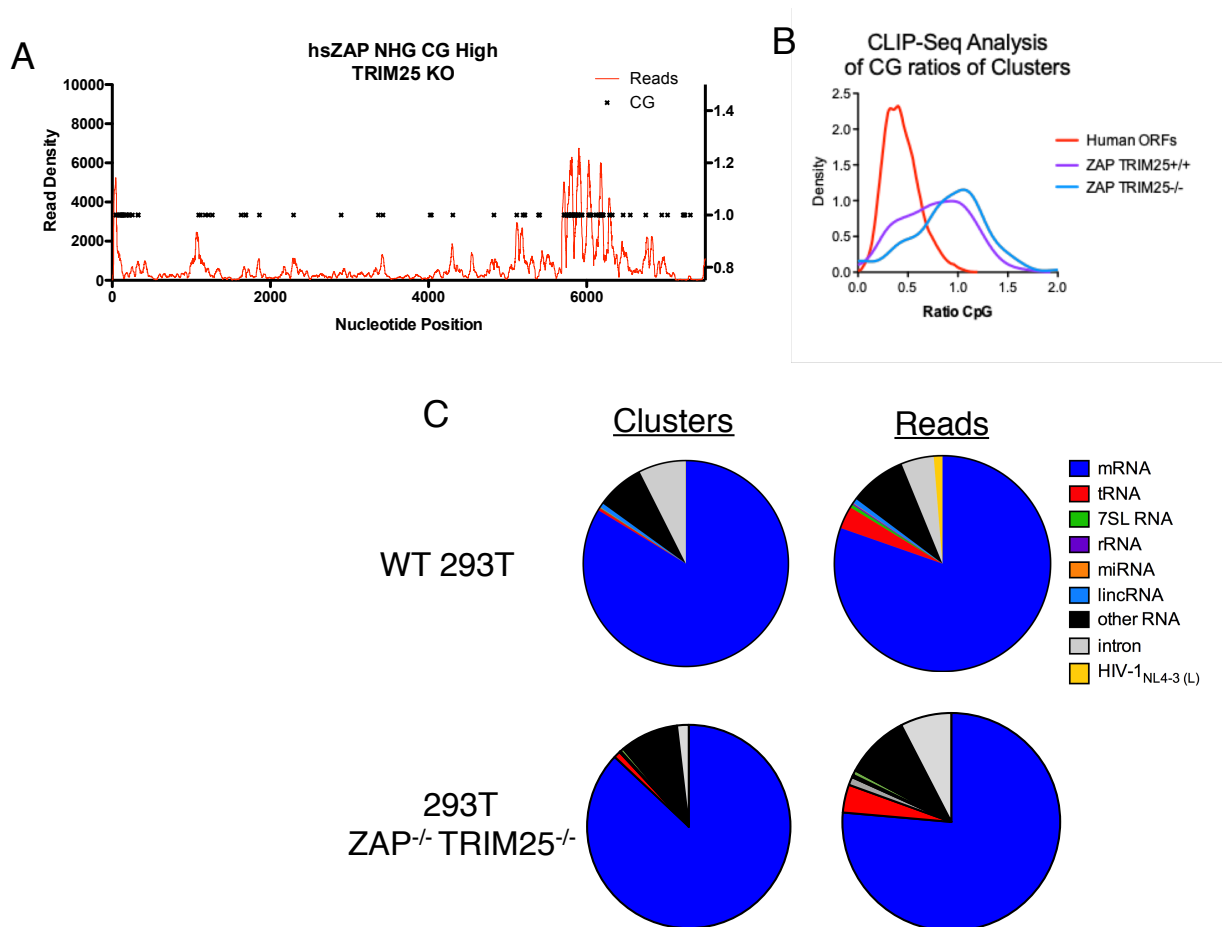 A
hsZAP NHG CG High
TRIM25 KO
Reads
CG
Read Density
10000
8000
6000
4000
2000
0
1.4
1.2
1.0
0.8
0
2000
4000
6000
Nucleotide Position
B
CLIP-Seq Analysis
of CG ratios of Clusters
Density
2.5
2.0
1.5
1.0
0.5
0.0
0.0
0.5
1.0
1.5
2.0
Ratio CpG
Human ORFs
ZAP TRIM25+/+
ZAP TRIM25-/-
C
Clusters
Reads
WT 293T
293T
ZAP-/- TRIM25-/-
mRNA
tRNA
7SL RNA
rRNA
miRNA
lincRNA
other RNA
intron
HIV-1NL4-3 (L)